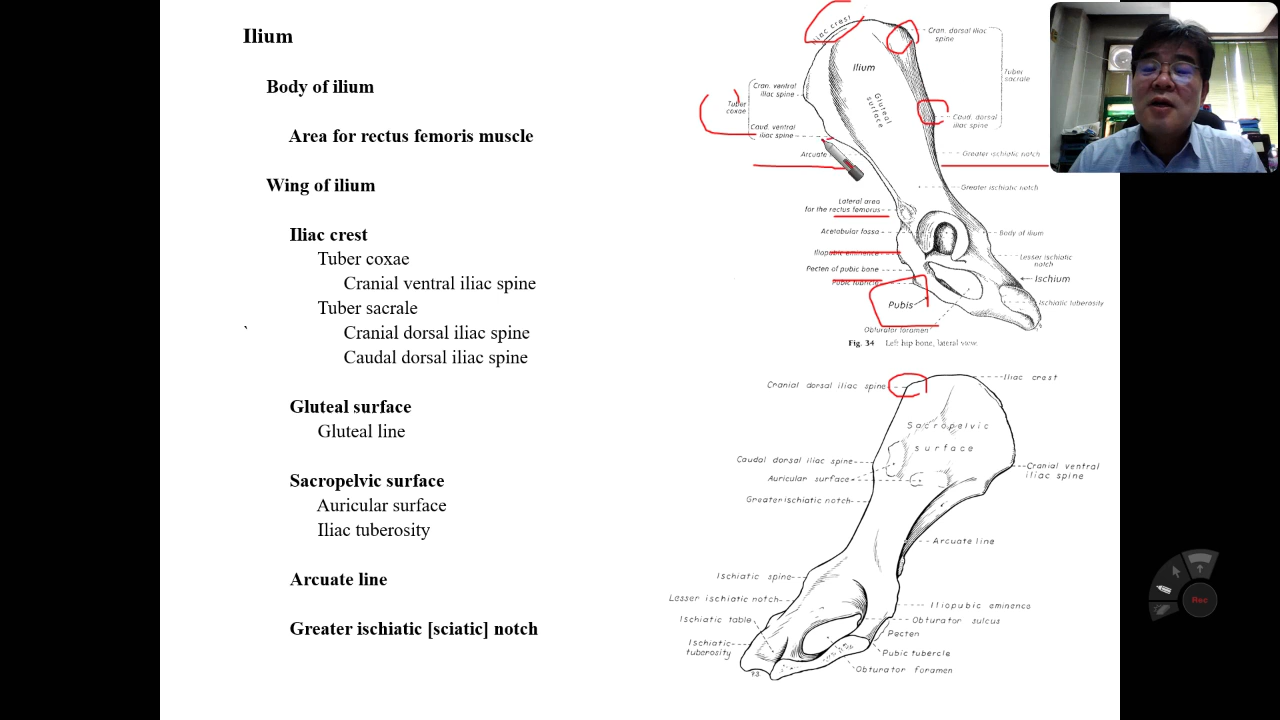 Ilium
Body of ilium
Area for rectus femoris muscle
Wing of ilium
Iliac crest
Tuber coxae
Cranial ventral iliac spine
Tuber sacrale
`
Cranial dorsal iliac spine
Caudal dorsal iliac spine
Gluteal surface
Gluteal line
Sacropelvic surface
Auricular surface
Iliac tuberosity
Arcuate line
Greater ischiatic [sciatic] notch
Iliac crest
Cran. dorsal iliac
spine
Ilium
Tuber
sacrale
Cran. ventral
iliac spine
Gluteal
surface
Tuber
coxae
Caud. dorsal
iliac spine
Caud. ventral
iliac spine
Arcuate
Greater ischiatic notch
Greater ischiatic notch
Lateral area
for the rectus femorus
Acetabular fossa
Body of ilium
Iliopubic eminence
Lesser ischiatic
notch
Pecten of pubic bone
Ischium
Pubic tubercle
Pubis
Ischiatic tuberosity
Obturator foramen
Fig. 34 Left hip bone, lateral view.
Iliac crest
Cranial dorsal iliac spine
Sacropelvic
surface
Caudal dorsal iliac spine
Cranial ventral
iliac spine
Auricular surface
Greater ischiatic notch
Arcuate line
Ischiatic spine
Lesser ischiatic notch
Iliopubic eminence
Ischiatic table
Obturator sulcus
Pecten
Ischiatic
tuberosity
Pubic tubercle
Obturator foramen
Rec